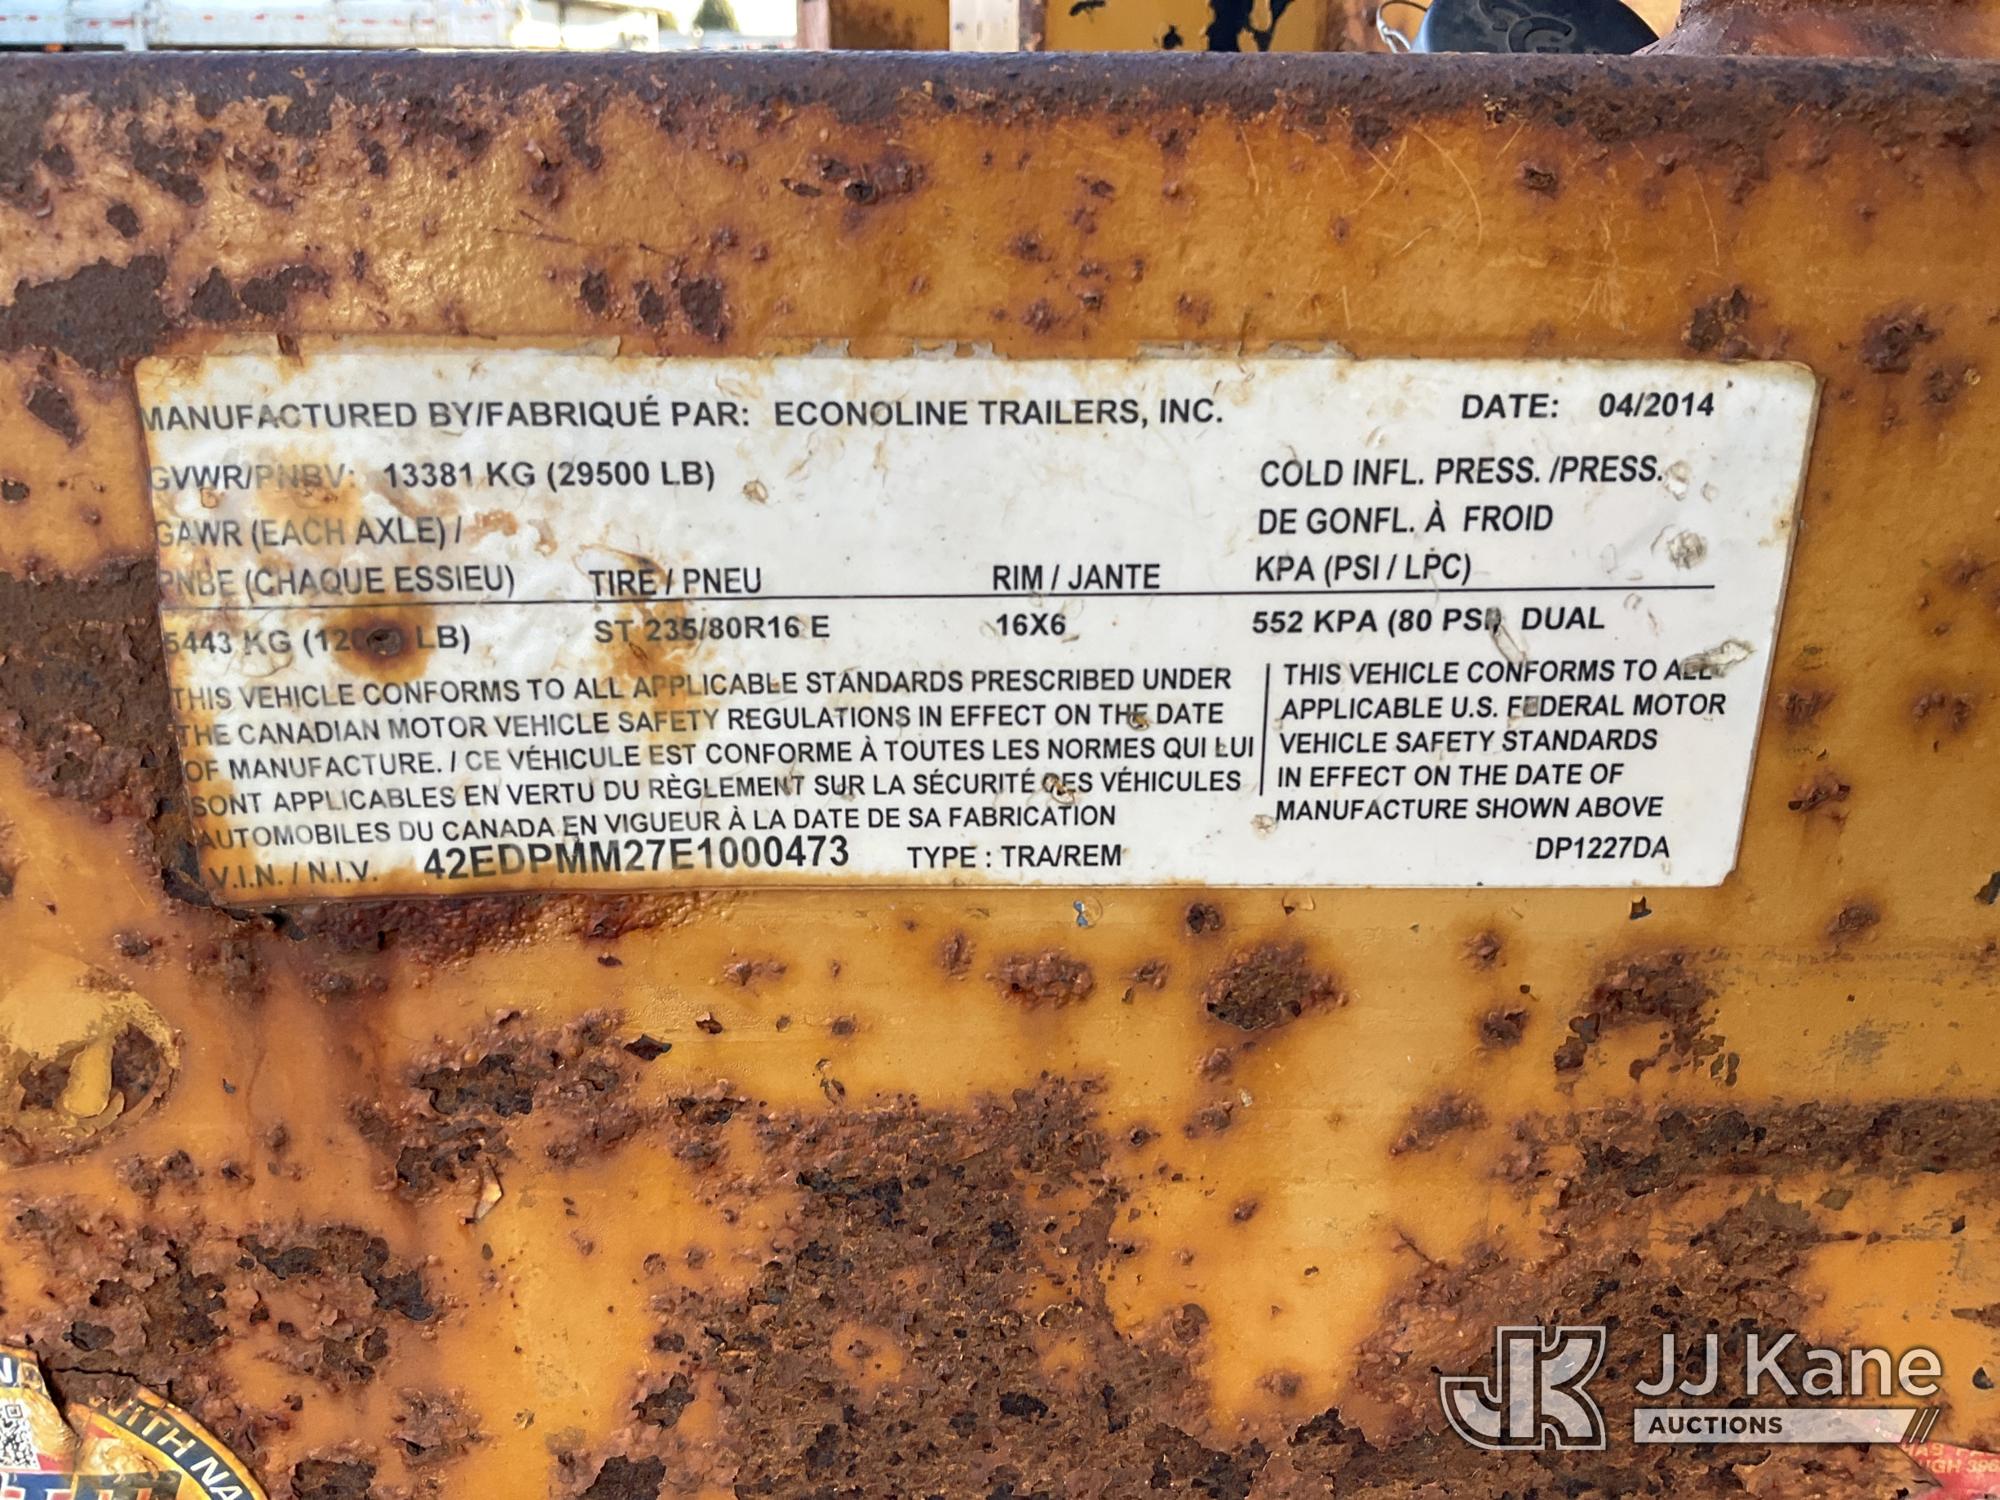 MANUFACTURED BY/FABRIQUÉ PAR: ECONOLINE TRAILERS, INC. DATE: 04/2014
GVWR/PNBV: 13381 KG (29500 LB)
COLD INFL. PRESS. /PRESS.
GAWR (EACH AXLE) / DE GONFL. À FROID
PNBE (CHAQUE ESSIEU) TIRE / PNEU RIM / JANTE KPA (PSI / LPC)
5443 KG LB) ST 235/80R16 E 16X6 552 KPA (80 PSI) DUAL
THIS VEHICLE CONFORMS TO ALL APPLICABLE STANDARDS PRESCRIBED UNDER
THE CANADIAN MOTOR VEHICLE SAFETY REGULATIONS IN EFFECT ON THE DATE
OF MANUFACTURE. / CE VÉHICULE EST CONFORME À TOUTES LES NORMES QUI LUI
SONT APPLICABLES EN VERTU DU RÈGLEMENT SUR LA SÉCURITÉ DES VÉHICULES
AUTOMOBILES DU CANADA EN VIGUEUR À LA DATE DE SA FABRICATION
THIS VEHICLE CONFORMS TO ALL
APPLICABLE U.S. FEDERAL MOTOR
VEHICLE SAFETY STANDARDS
IN EFFECT ON THE DATE OF
MANUFACTURE SHOWN ABOVE
V.I.N. / N.I.V. 42EDPMM27E1000473 TYPE : TRA/REM DP1227DA
WITH NA
JK JJ Kane
AUCTIONS